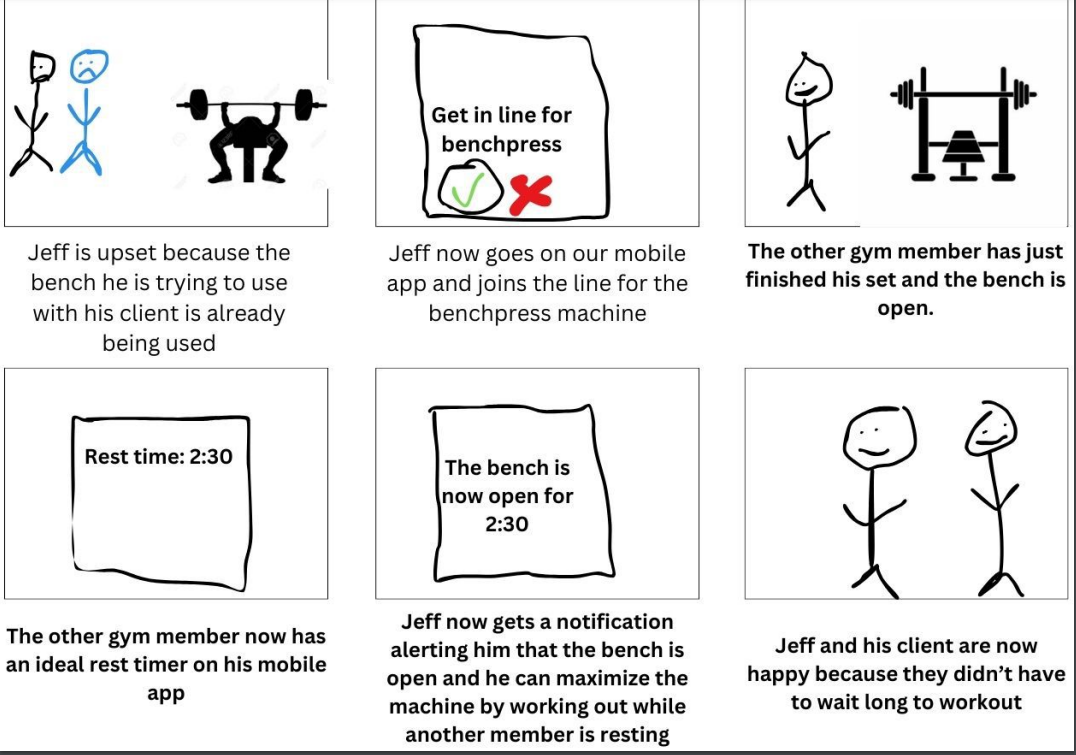 Get in line for
benchpress
Jeff is upset because the
bench he is trying to use
with his client is already
being used
Jeff now goes on our mobile
app and joins the line for the
benchpress machine
The other gym member has just
finished his set and the bench is
open.
Rest time: 2:30
The bench is
now open for
2:30
The other gym member now has
an ideal rest timer on his mobile
app
Jeff now gets a notification
alerting him that the bench is
open and he can maximize the
machine by working out while
another member is resting
Jeff and his client are now
happy because they didn’t have
to wait long to workout